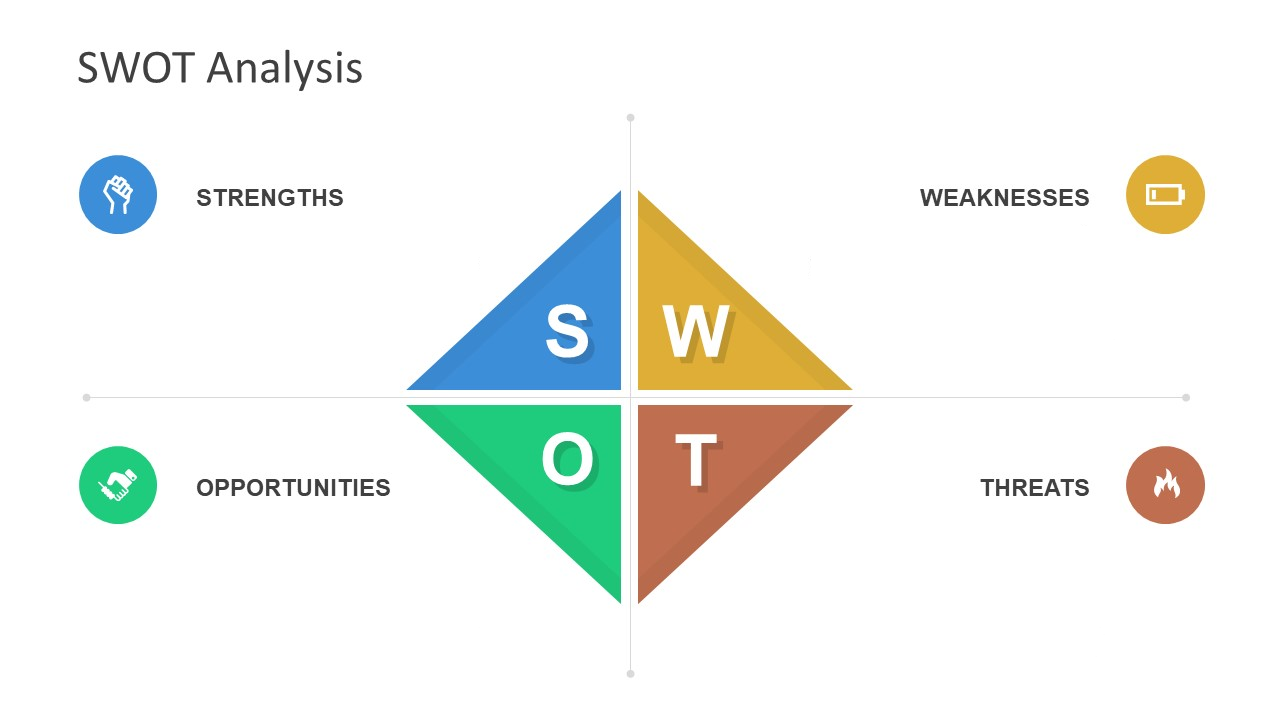 SWOT Analysis
STRENGTHS
WEAKNESSES
S
W
O
T
OPPORTUNITIES
THREATS